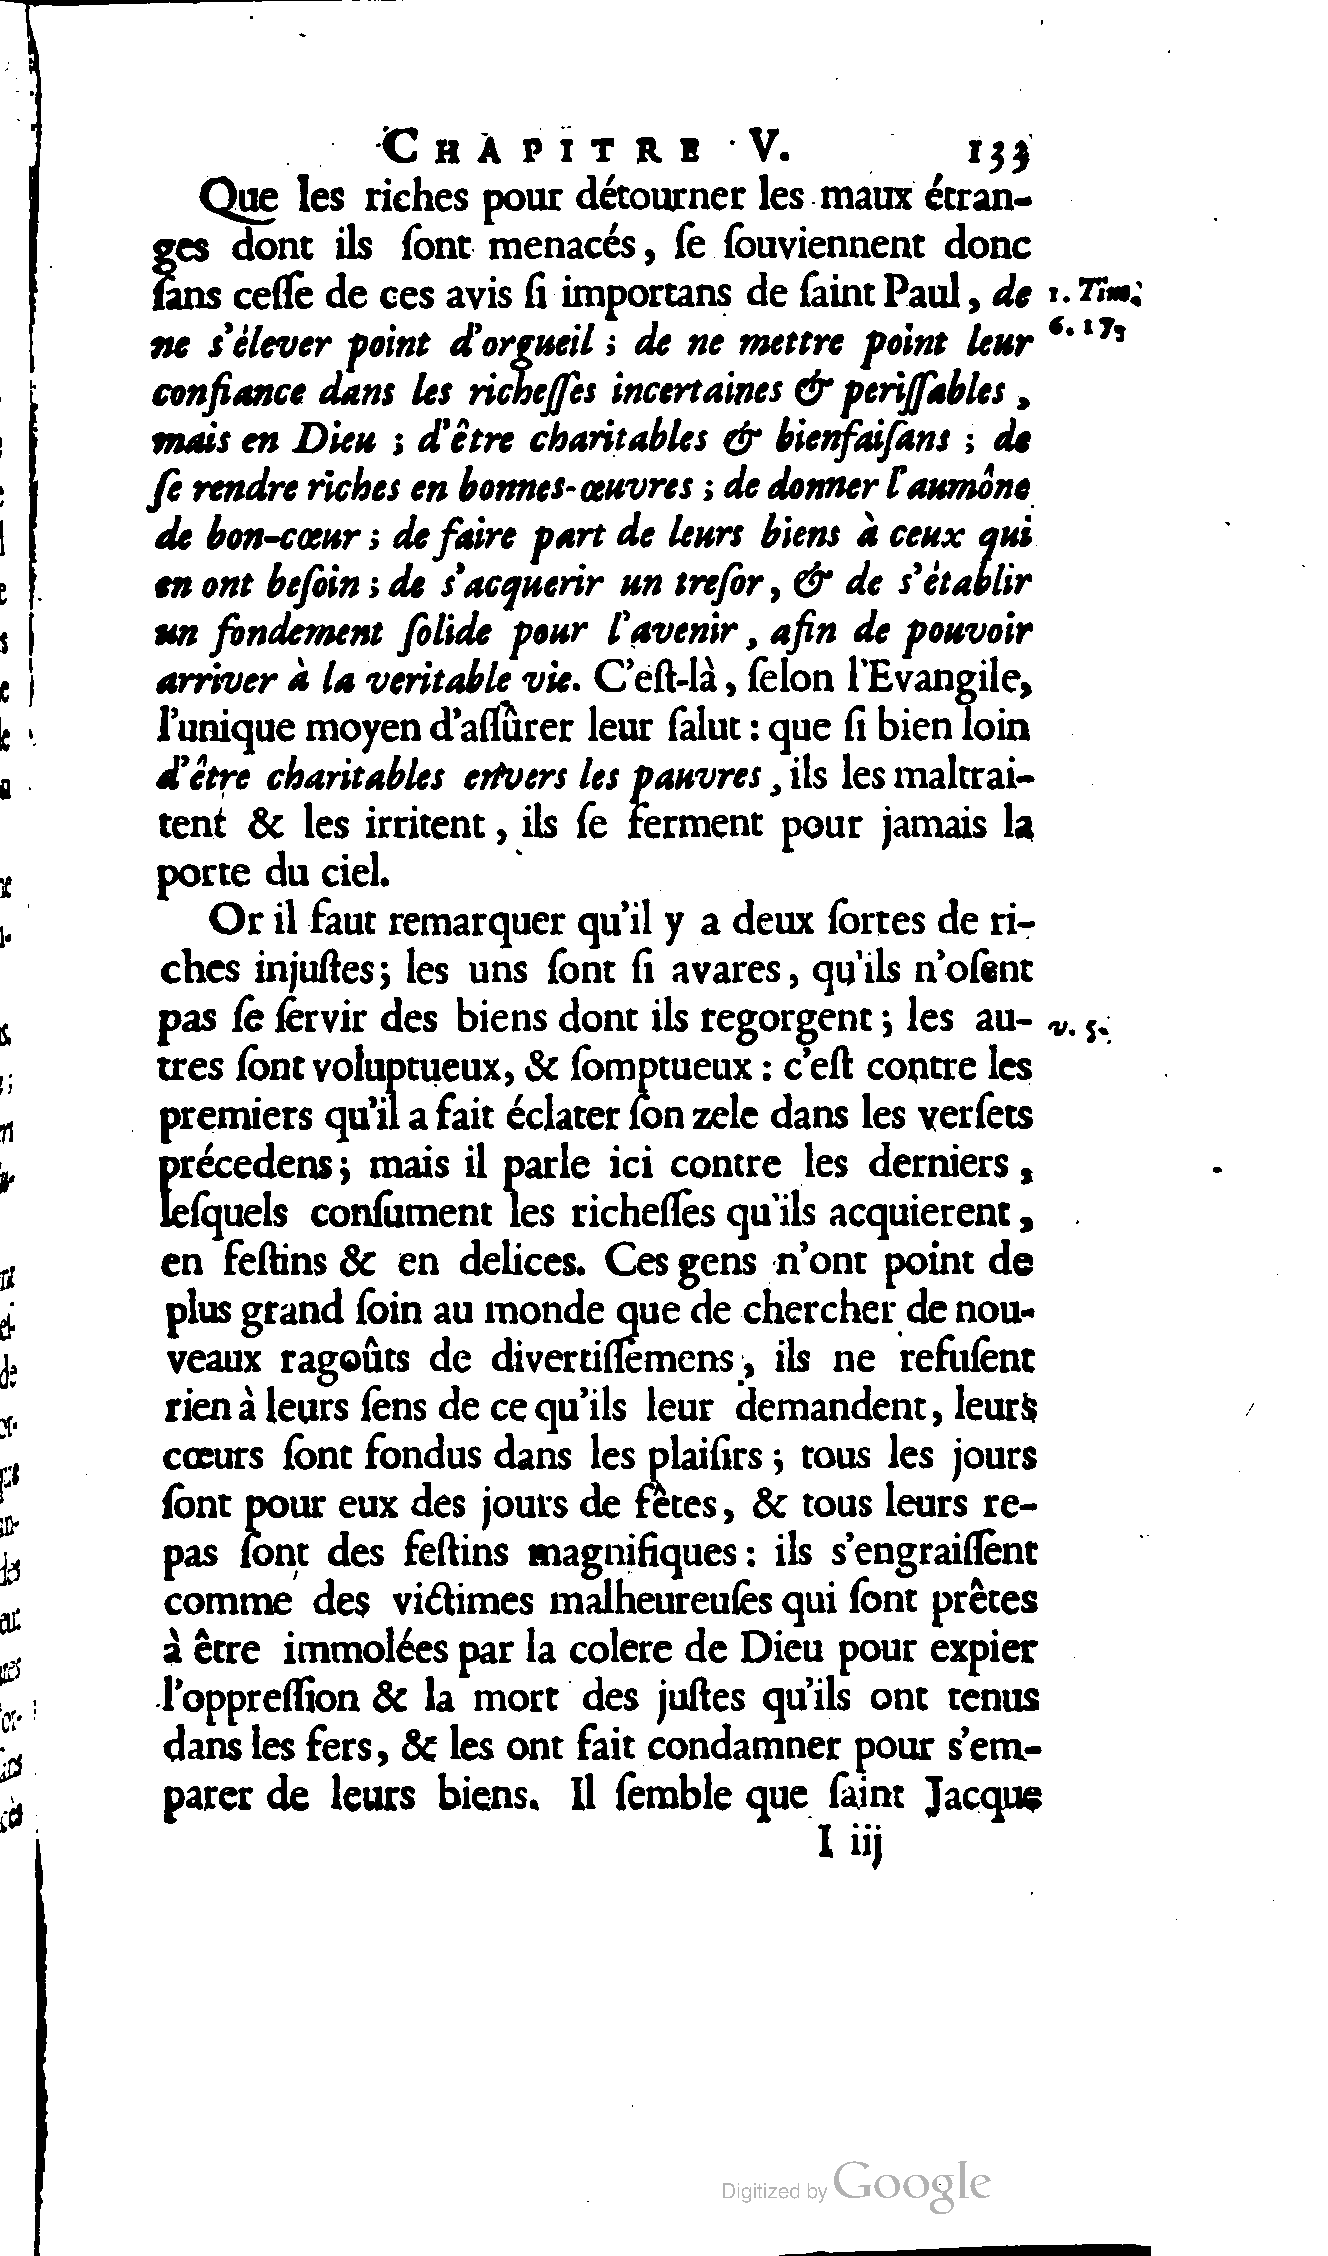 CHAPITRE V. 133
Que les riches pour détourner les maux étran-
ges dont ils ſont menacés, ſe ſouviennent donc
ſans ceſſe de ces avis ſi importans de ſaint Paul, de
1. Tim.
ne s'élever point d'orgueil ; de ne mettre point leur
6. 17,
confiance dans les richeſſes incertaines & periſſables,
mais en Dieu ; d'être charitables & bienfaiſans ; de
ſe rendre riches en bonnes-œuvres ; de donner l'aumône
de bon-cœur ; de faire part de leurs biens à ceux qui
en ont beſoin ; de s'acquerir un treſor, & de s'établir
un fondement ſolide pour l'avenir, afin de pouvoir
arriver à la veritable vie. C'eſt-là, ſelon l'Evangile,
l'unique moyen d'aſſûrer leur ſalut : que ſi bien loin
d'être charitables envers les pauvres, ils les maltrai-
tent & les irritent, ils ſe ferment pour jamais la
porte du ciel.
Or il faut remarquer qu'il y a deux ſortes de ri-
ches injuſtes; les uns ſont ſi avares, qu'ils n'oſent
pas ſe ſervir des biens dont ils regorgent ; les au-
v. 5.
tres ſont voluptueux, & ſomptueux : c'eſt contre les
premiers qu'il a fait éclater ſon zele dans les verſets
précedens; mais il parle ici contre les derniers,
leſquels conſument les richeſſes qu'ils acquierent,
en feſtins & en delices. Ces gens n'ont point de
plus grand ſoin au monde que de chercher de nou-
veaux ragoûts de divertiſſemens, ils ne refuſent
rien à leurs ſens de ce qu'ils leur demandent, leurs
cœurs ſont fondus dans les plaiſirs ; tous les jours
ſont pour eux des jours de fêtes, & tous leurs re-
pas ſont des feſtins magnifiques : ils s'engraiſſent
comme des victimes malheureuſes qui ſont prêtes
à être immolées par la colere de Dieu pour expier
l'oppreſſion & la mort des juſtes qu'ils ont tenus
dans les fers, & les ont fait condamner pour s'em-
parer de leurs biens. Il ſemble que ſaint Jacque
I iij
Digitized by Google